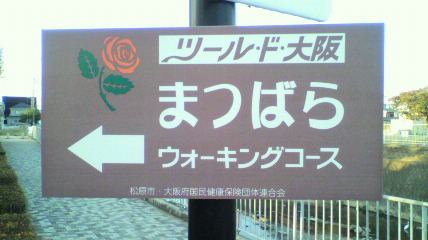 ツール・ド・大阪
まつばら
ウォーキングコース
松原市・大阪府国民健康保険団体連合会